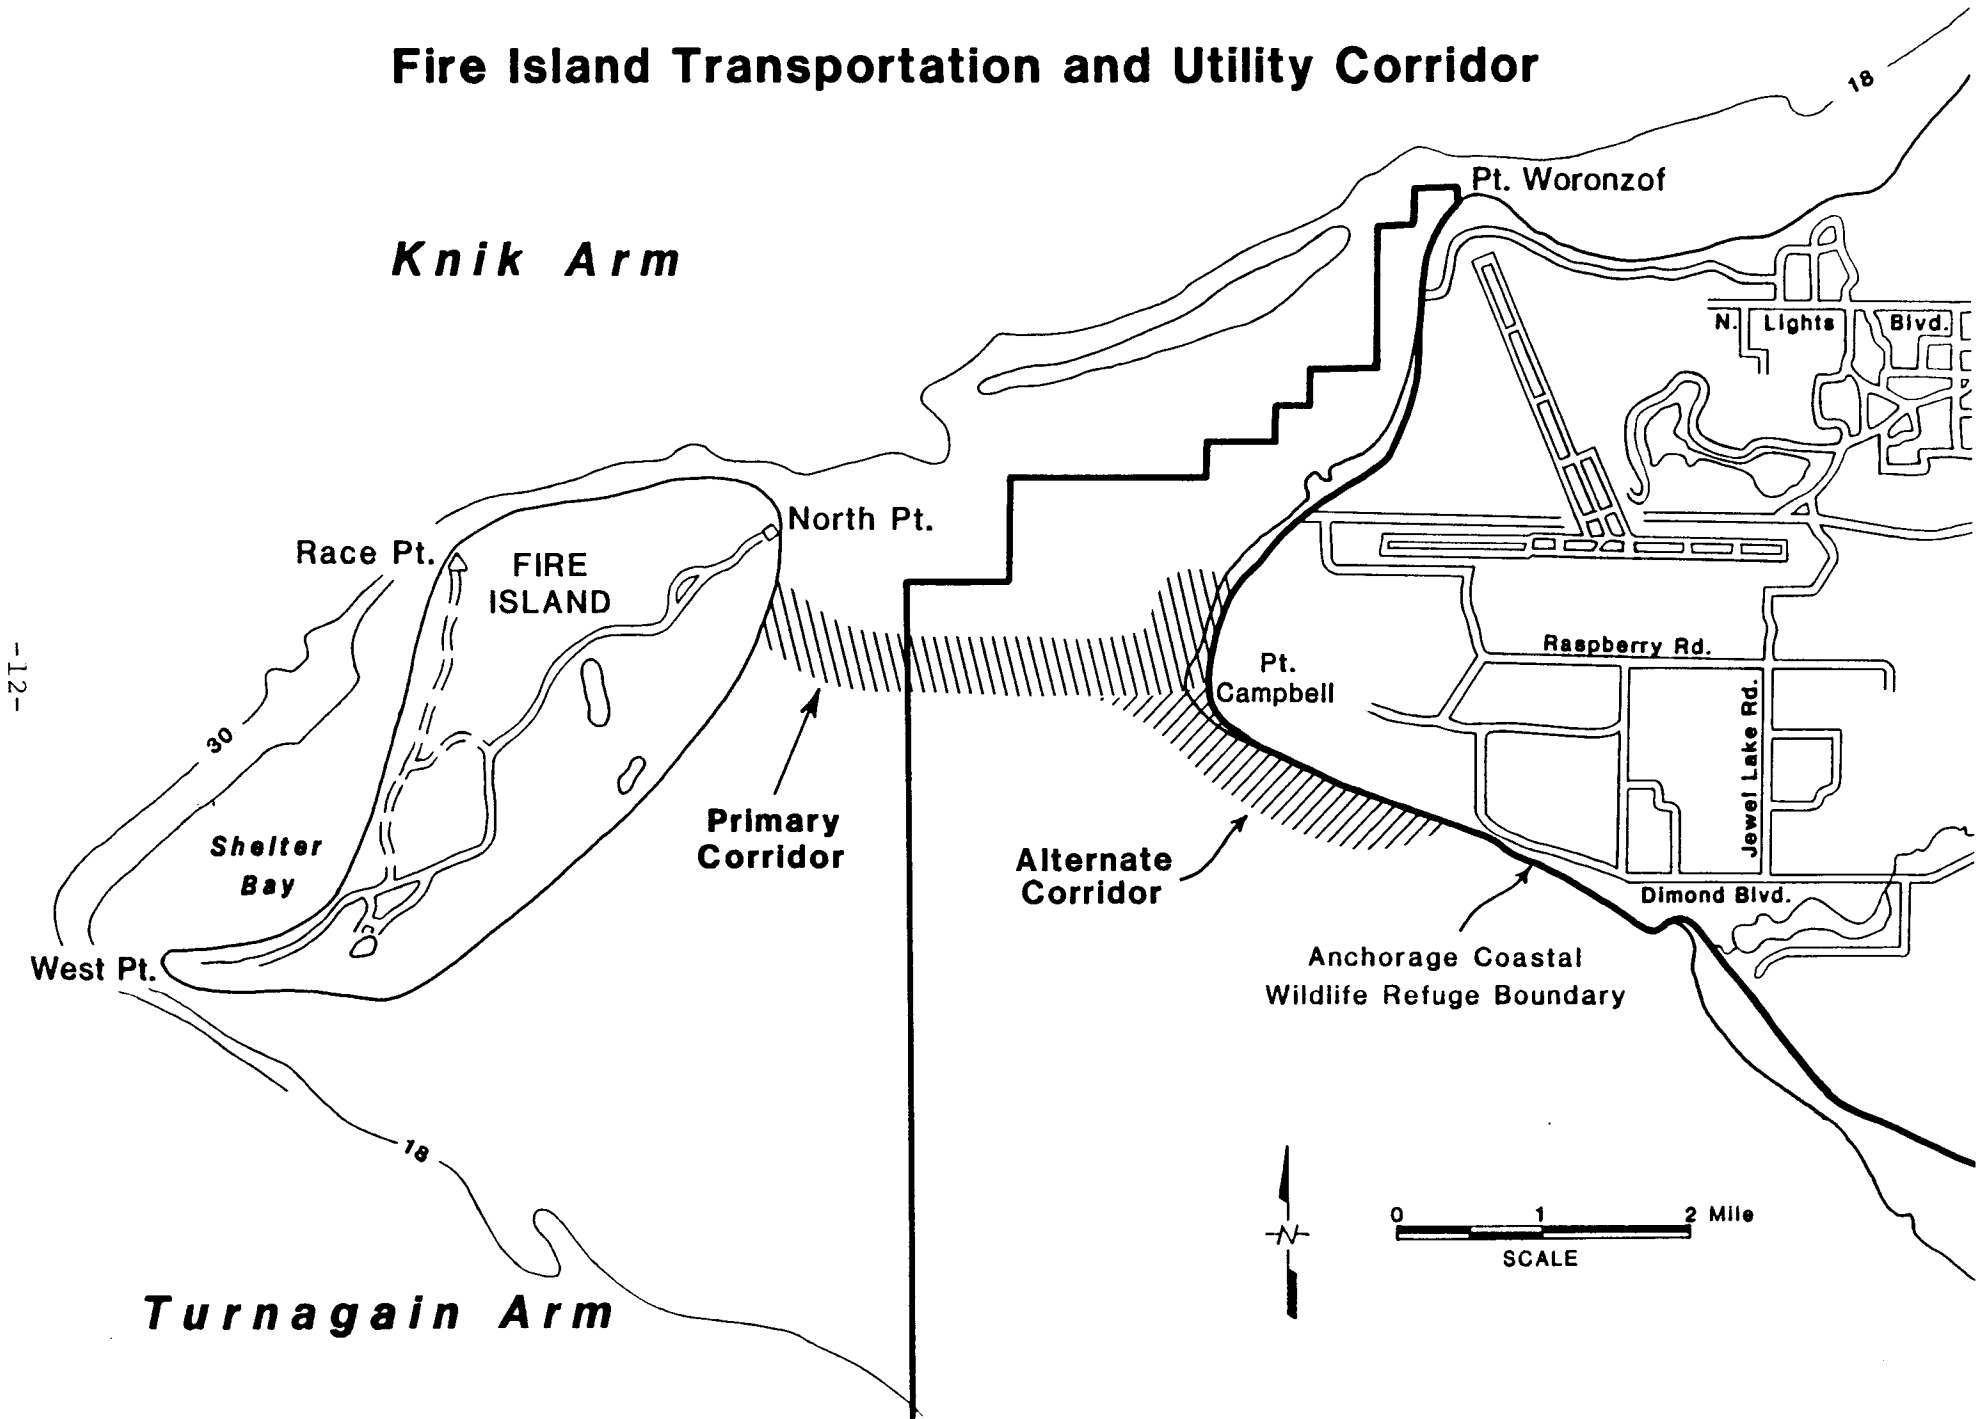 Fire Island Transportation and Utility Corridor
18
Pt. Woronzof
Knik Arm
N. Lights Blvd.
North Pt.
Race Pt.
FIRE
ISLAND
Raspberry Rd.
Pt.
Campbell
-12-
Jewel Lake Rd.
30
Primary
Corridor
Shelter
Bay
Alternate
Corridor
Dimond Blvd.
West Pt.
Anchorage Coastal
Wildlife Refuge Boundary
18
0 1 2 Mile
N
SCALE
Turnagain Arm